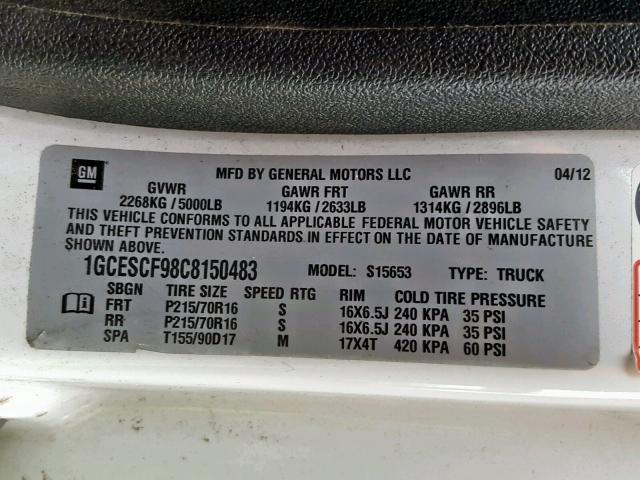 GM MFD BY GENERAL MOTORS LLC 04/12
GVWR GAWR FRT GAWR RR
2268KG / 5000LB 1194KG / 2633LB 1314KG / 2896LB
THIS VEHICLE CONFORMS TO ALL APPLICABLE FEDERAL MOTOR VEHICLE SAFETY
AND THEFT PREVENTION STANDARDS IN EFFECT ON THE DATE OF MANUFACTURE
SHOWN ABOVE.
1GCESCF98C8150483 MODEL: S15653 TYPE: TRUCK
SBGN TIRE SIZE SPEED RTG RIM COLD TIRE PRESSURE
FRT P215/70R16 S 16X6.5J 240 KPA 35 PSI
RR P215/70R16 S 16X6.5J 240 KPA 35 PSI
SPA T155/90D17 M 17X4T 420 KPA 60 PSI